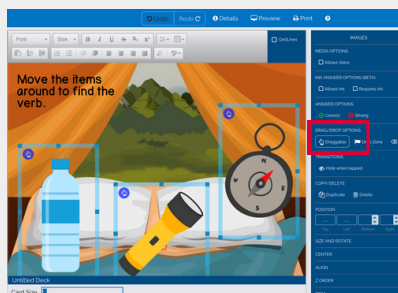 Undo Redo Details Preview Print
Font Size B I U
GridLines
IMAGES
MEDIA OPTIONS
Allows Voice
INK ANSWER OPTIONS (BETA)
Allows Ink Requires Ink
ANSWER OPTIONS
Correct Wrong
DRAG/DROP OPTIONS
Draggable Drop Zone
TRANSITIONS
Hide when tapped
COPY/DELETE
Duplicate Delete
POSITION
Top Left Bottom Right
SIZE AND ROTATE
CENTER
ALIGN
Z ORDER
Move the items
around to find the
verb.
N
E
S
W
Untitled Deck
Card Size